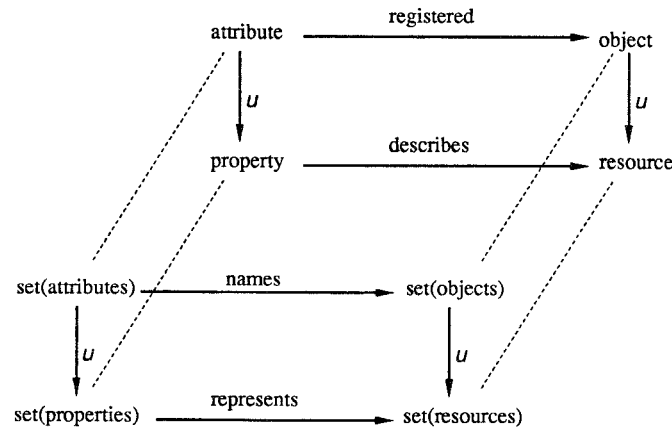 registered
attribute
object
u
u
describes
property
resource
set(attributes)
names
set(objects)
u
u
represents
set(properties)
set(resources)